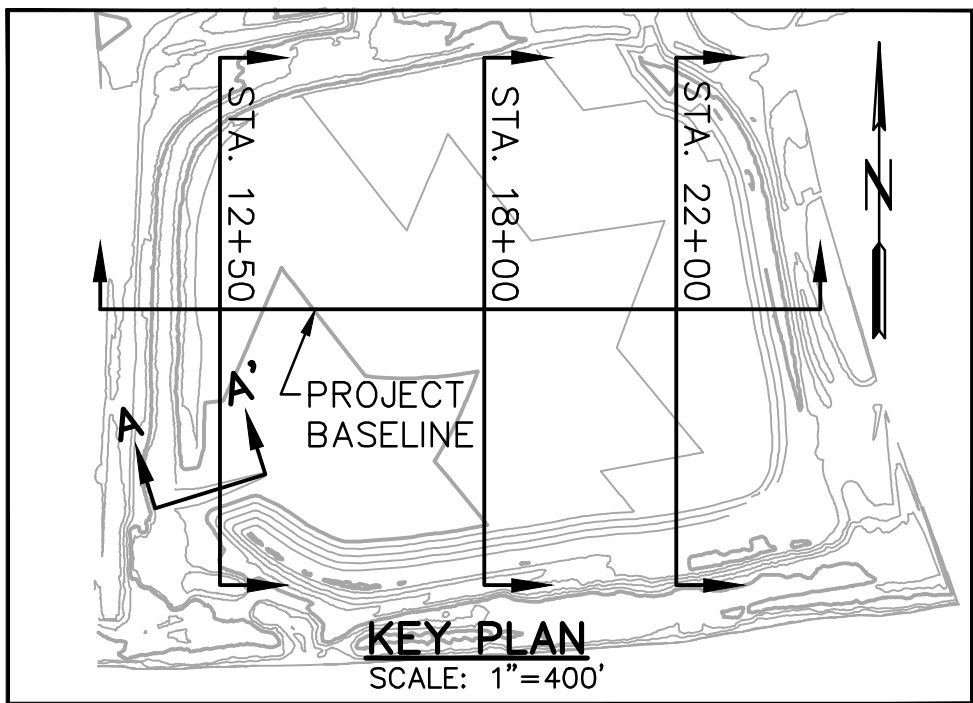 STA. 12+50
STA. 18+00
STA. 22+00
N
A
A'
PROJECT
BASELINE
KEY PLAN
SCALE: 1"=400'